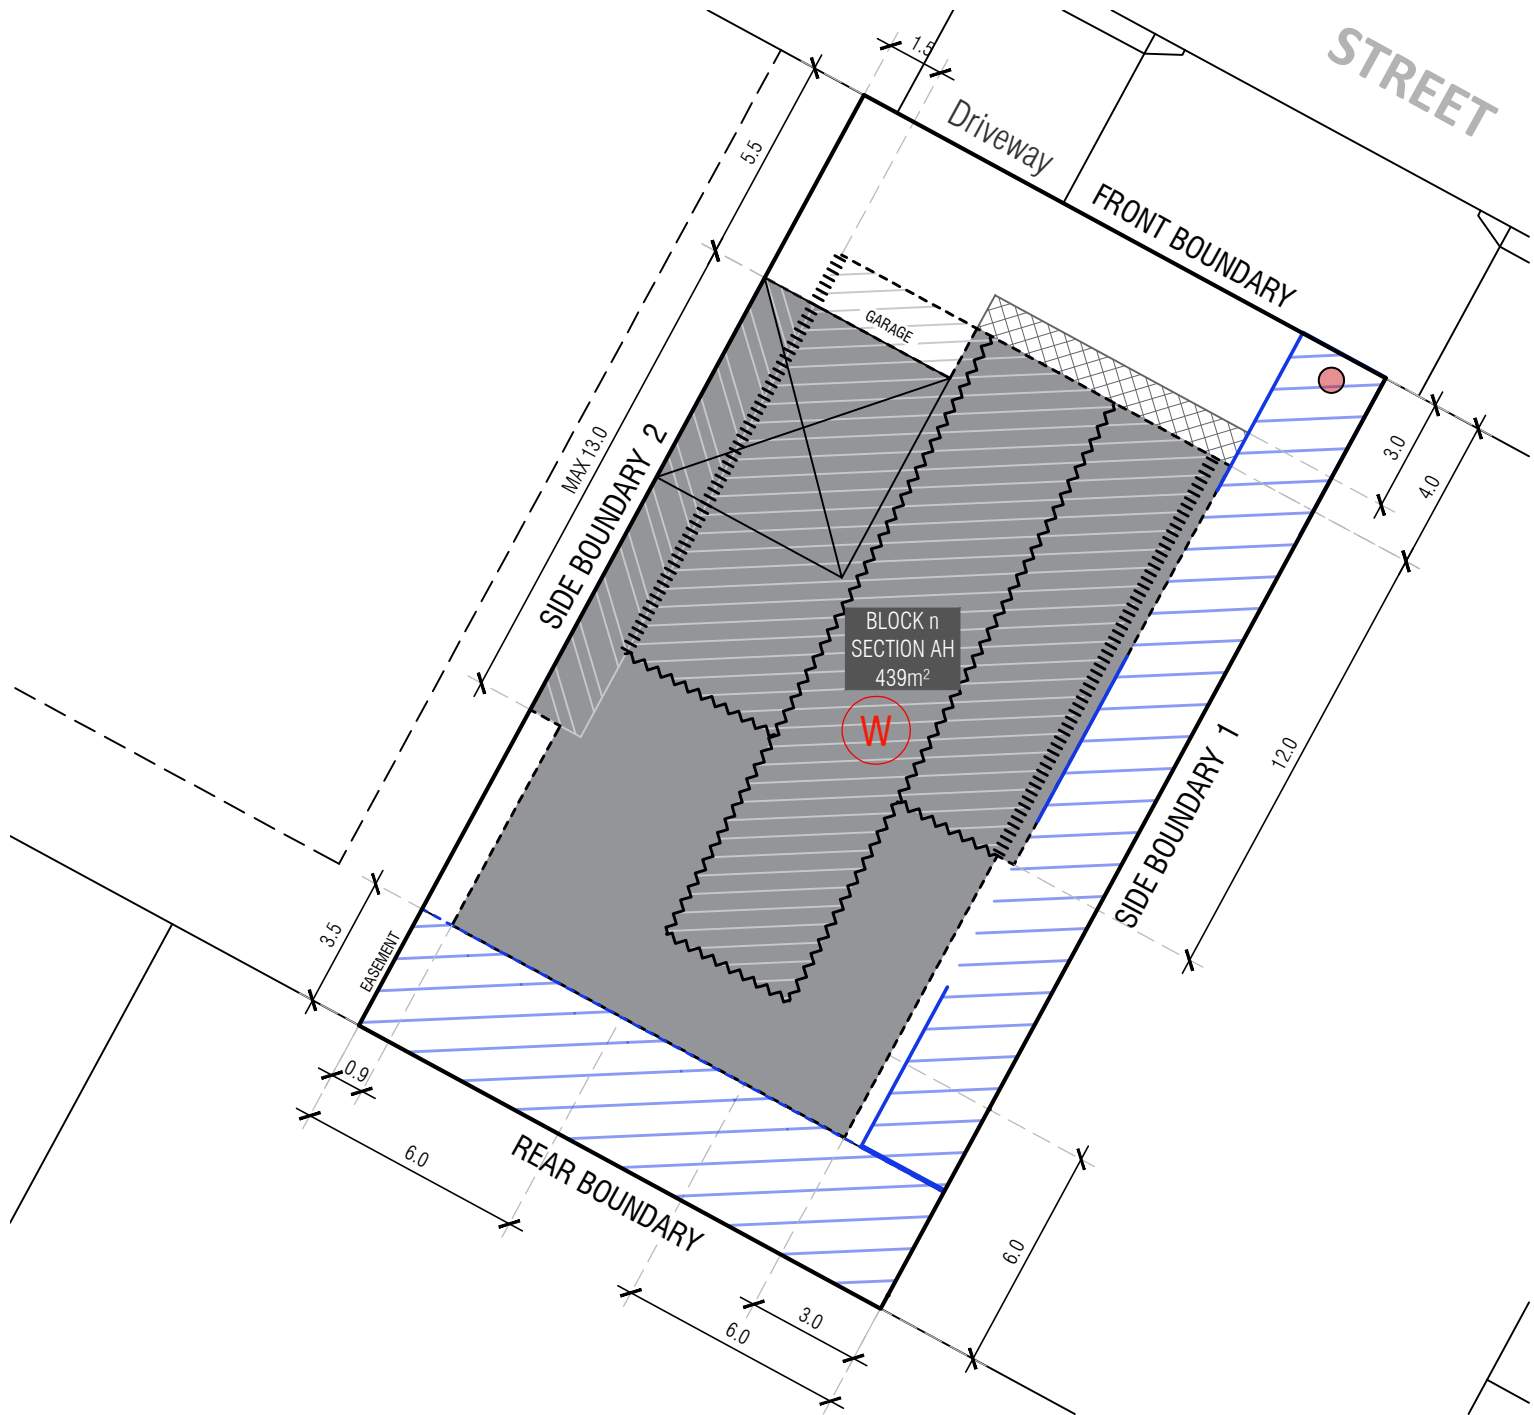 STREET
1.5
Driveway
5.5
FRONT BOUNDARY
GARAGE
MAX 13.0
SIDE BOUNDARY 2
3.0
4.0
BLOCK n
SECTION AH
439m²
W
12.0
SIDE BOUNDARY 1
3.5
EASEMENT
0.9
6.0
REAR BOUNDARY
6.0
3.0
6.0